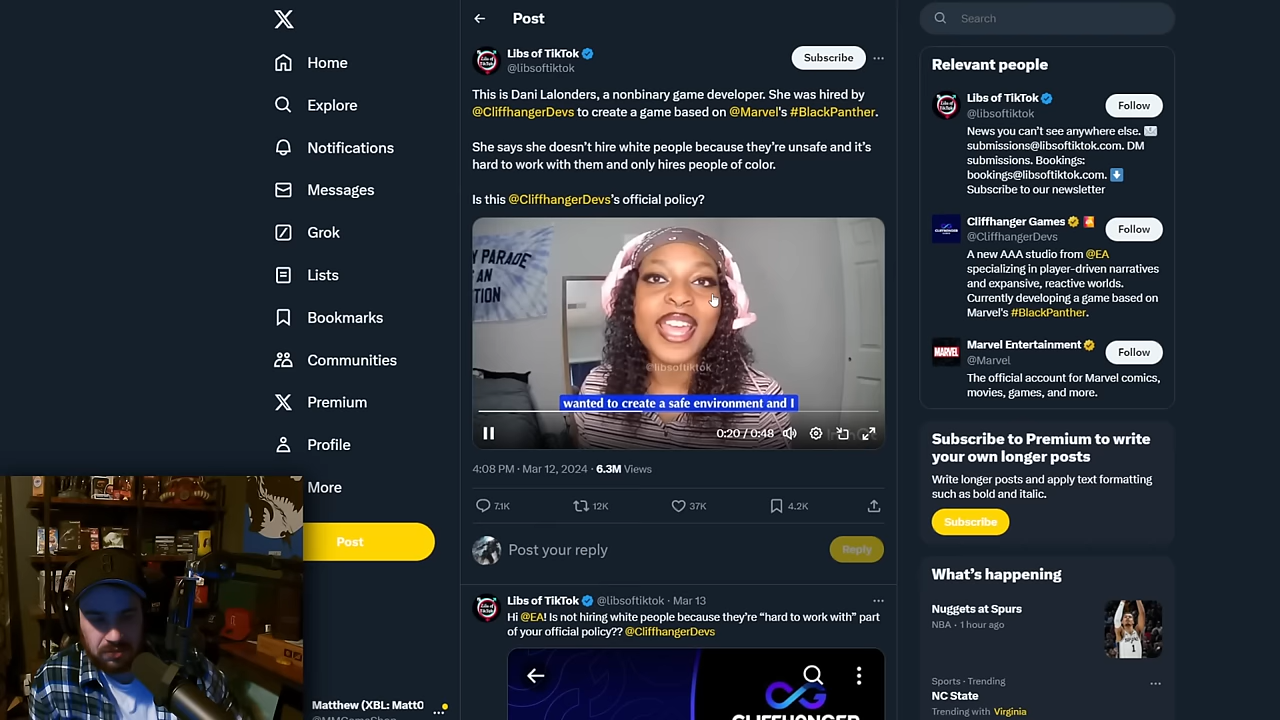 Home
Explore
Notifications
Messages
Grok
Lists
Bookmarks
Communities
Premium
Profile
More
Post
Matthew (XBL: Matt0
@MMGameShop
Post
Libs of TikTok
@libsoftiktok
Subscribe
This is Dani Lalonders, a nonbinary game developer. She was hired by
@CliffhangerDevs to create a game based on @Marvel's #BlackPanther.
She says she doesn't hire white people because they're unsafe and it's
hard to work with them and only hires people of color.
Is this @CliffhangerDevs's official policy?
@libsoftiktok
wanted to create a safe environment and I
0:20 / 0:48
4:08 PM · Mar 12, 2024 · 6.3M Views
7.1K
12K
37K
4.2K
Post your reply
Reply
Libs of TikTok @libsoftiktok · Mar 13
Hi @EA! Is not hiring white people because they're "hard to work with" part
of your official policy?? @CliffhangerDevs
CLIFFHANGER
Search
Relevant people
Libs of TikTok
@libsoftiktok
Follow
News you can't see anywhere else.
submissions@libsoftiktok.com. DM
submissions. Bookings:
bookings@libsoftiktok.com.
Subscribe to our newsletter
Cliffhanger Games
@CliffhangerDevs
Follow
A new AAA studio from @EA
specializing in player-driven narratives
and expansive, reactive worlds.
Currently developing a game based on
Marvel's #BlackPanther.
MARVEL
Marvel Entertainment
@Marvel
Follow
The official account for Marvel comics,
movies, games, and more.
Subscribe to Premium to write
your own longer posts
Write longer posts and apply text formatting
such as bold and italic.
Subscribe
What's happening
Nuggets at Spurs
NBA · 1 hour ago
Sports · Trending
NC State
Trending with Virginia